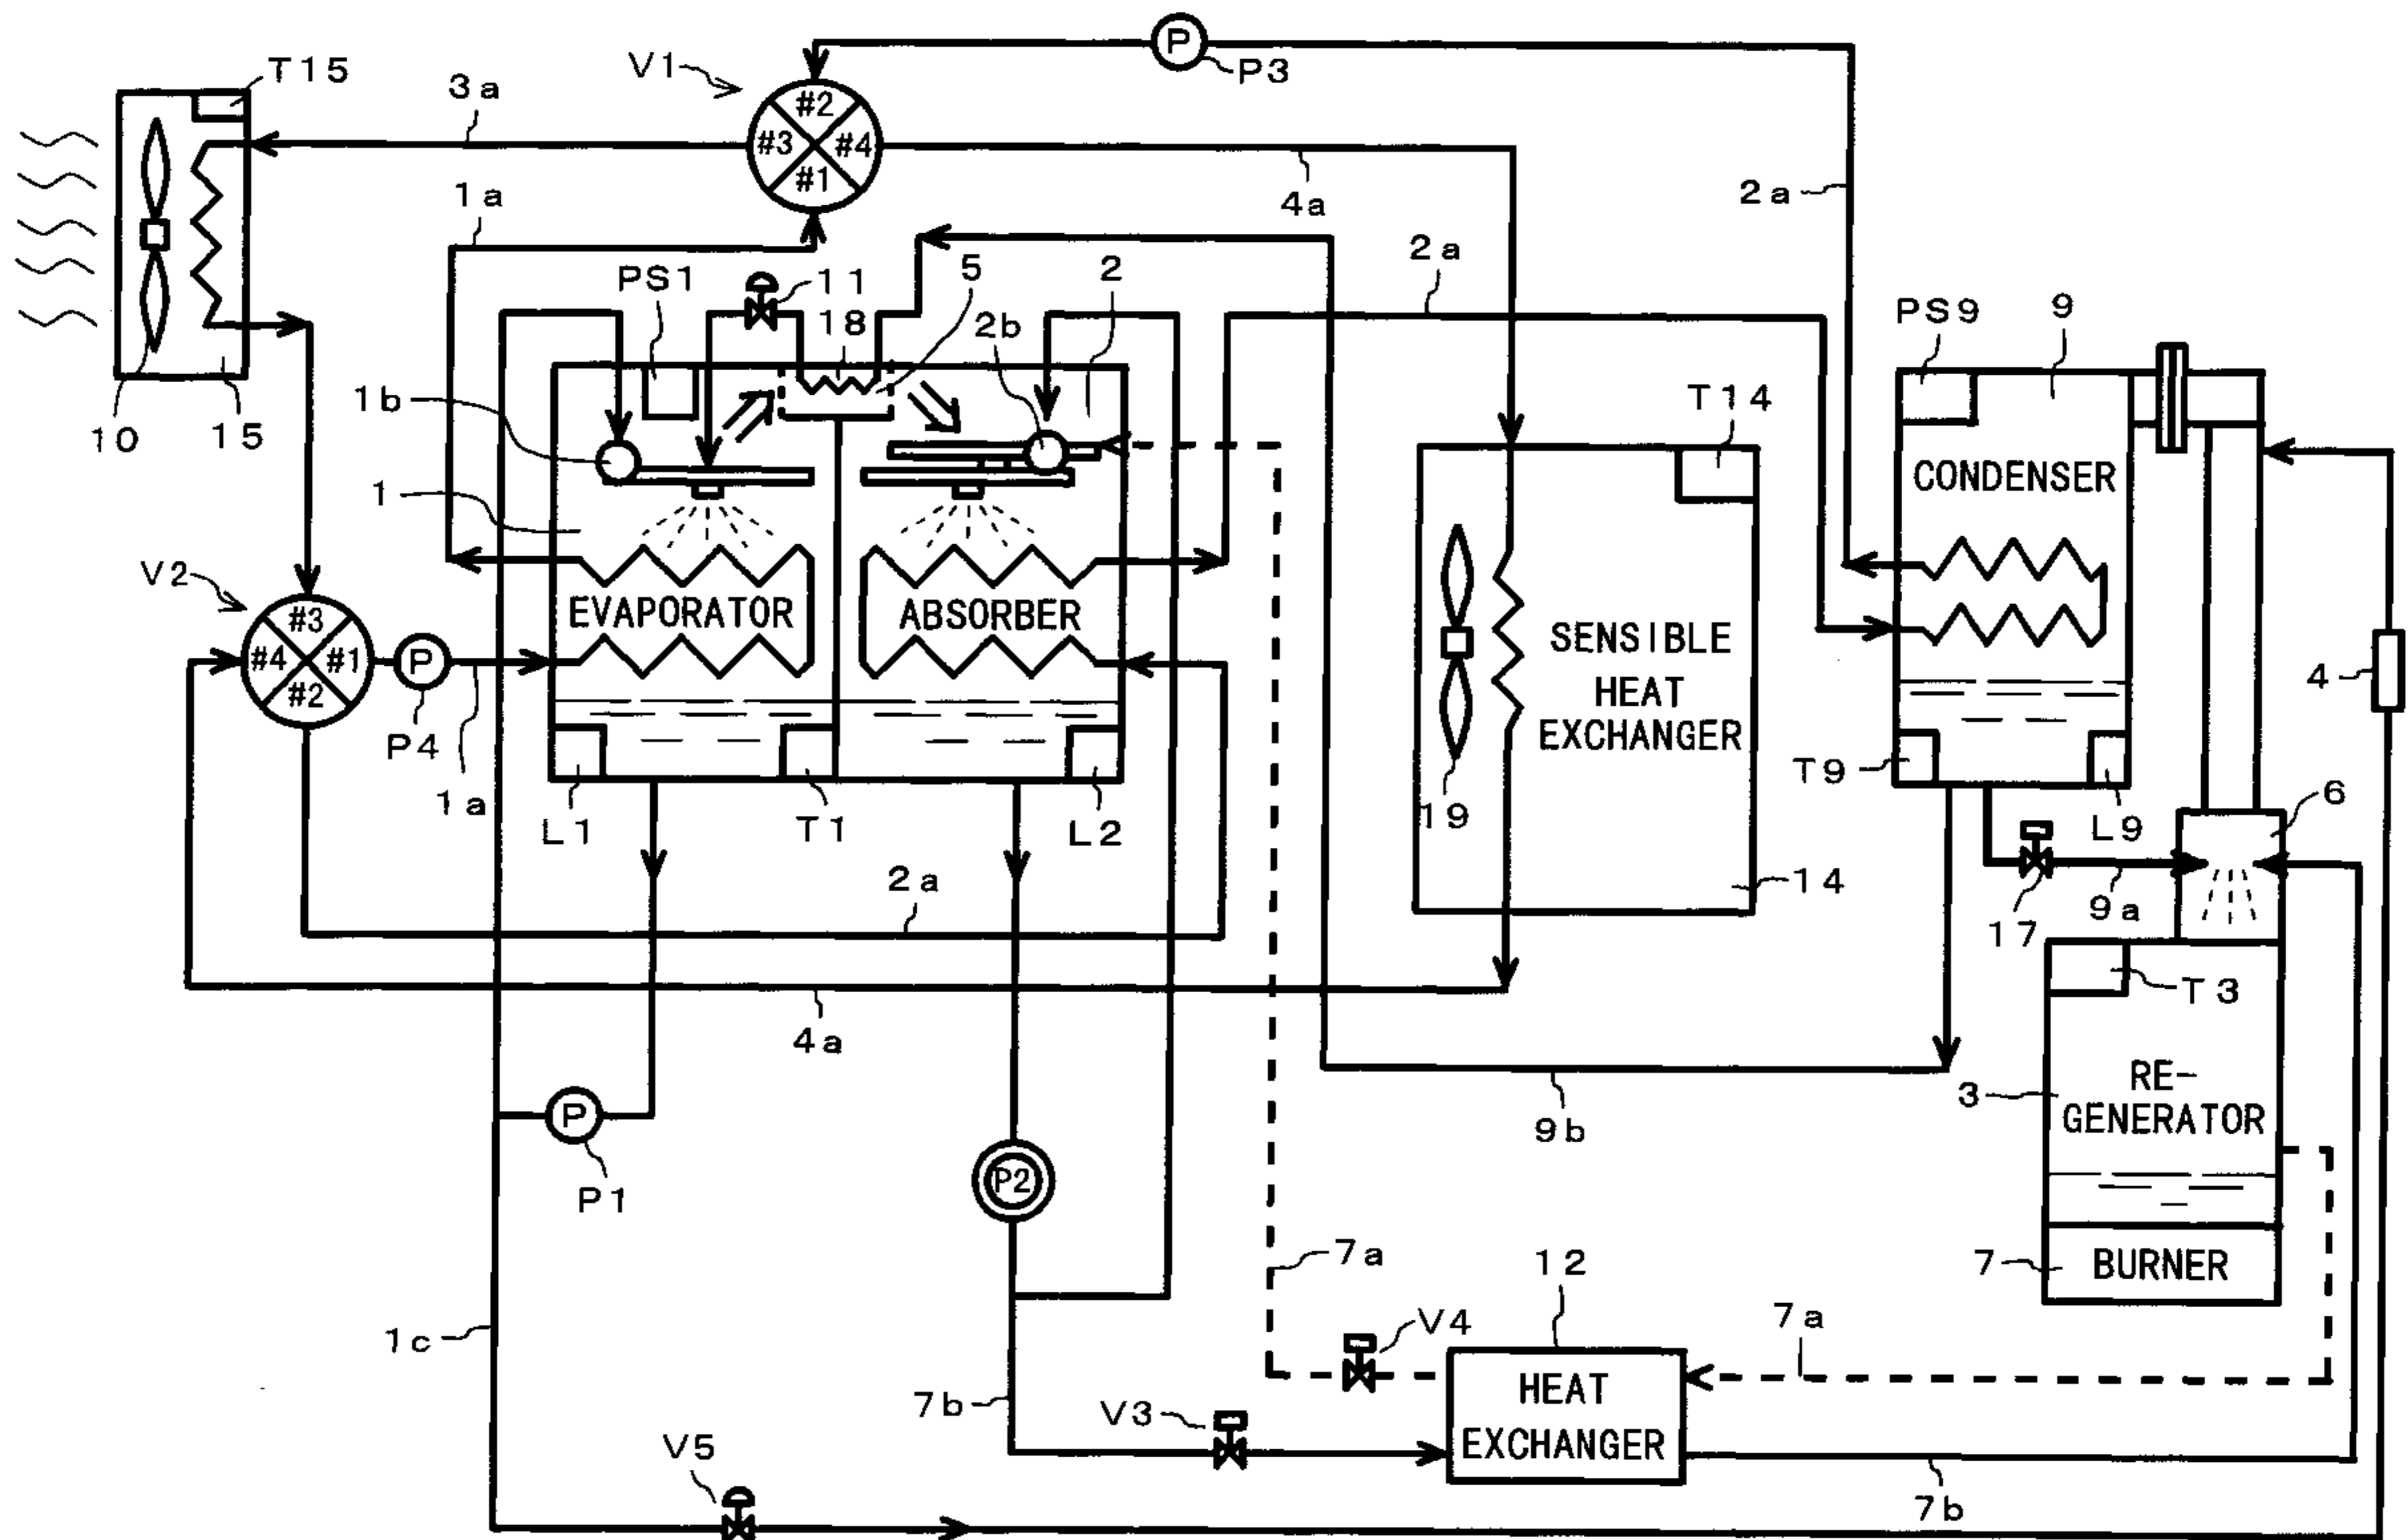 P
P3
V1
T15
3a
#2
#3
#4
#1
4a
1a
2a
2a
PS1
11
18
5
2
2b
PS9
9
10
15
1b
T14
1
CONDENSER
V2
#3
#4
#1
#2
P
P4
1a
EVAPORATOR
ABSORBER
SENSIBLE
HEAT
EXCHANGER
4
19
T9
L9
6
L1
T1
L2
14
2a
17
9a
T3
4a
9b
3
RE-
GENERATOR
P
P1
P2
7a
12
7
BURNER
1c
V4
7a
7b
V3
HEAT
EXCHANGER
V5
7b